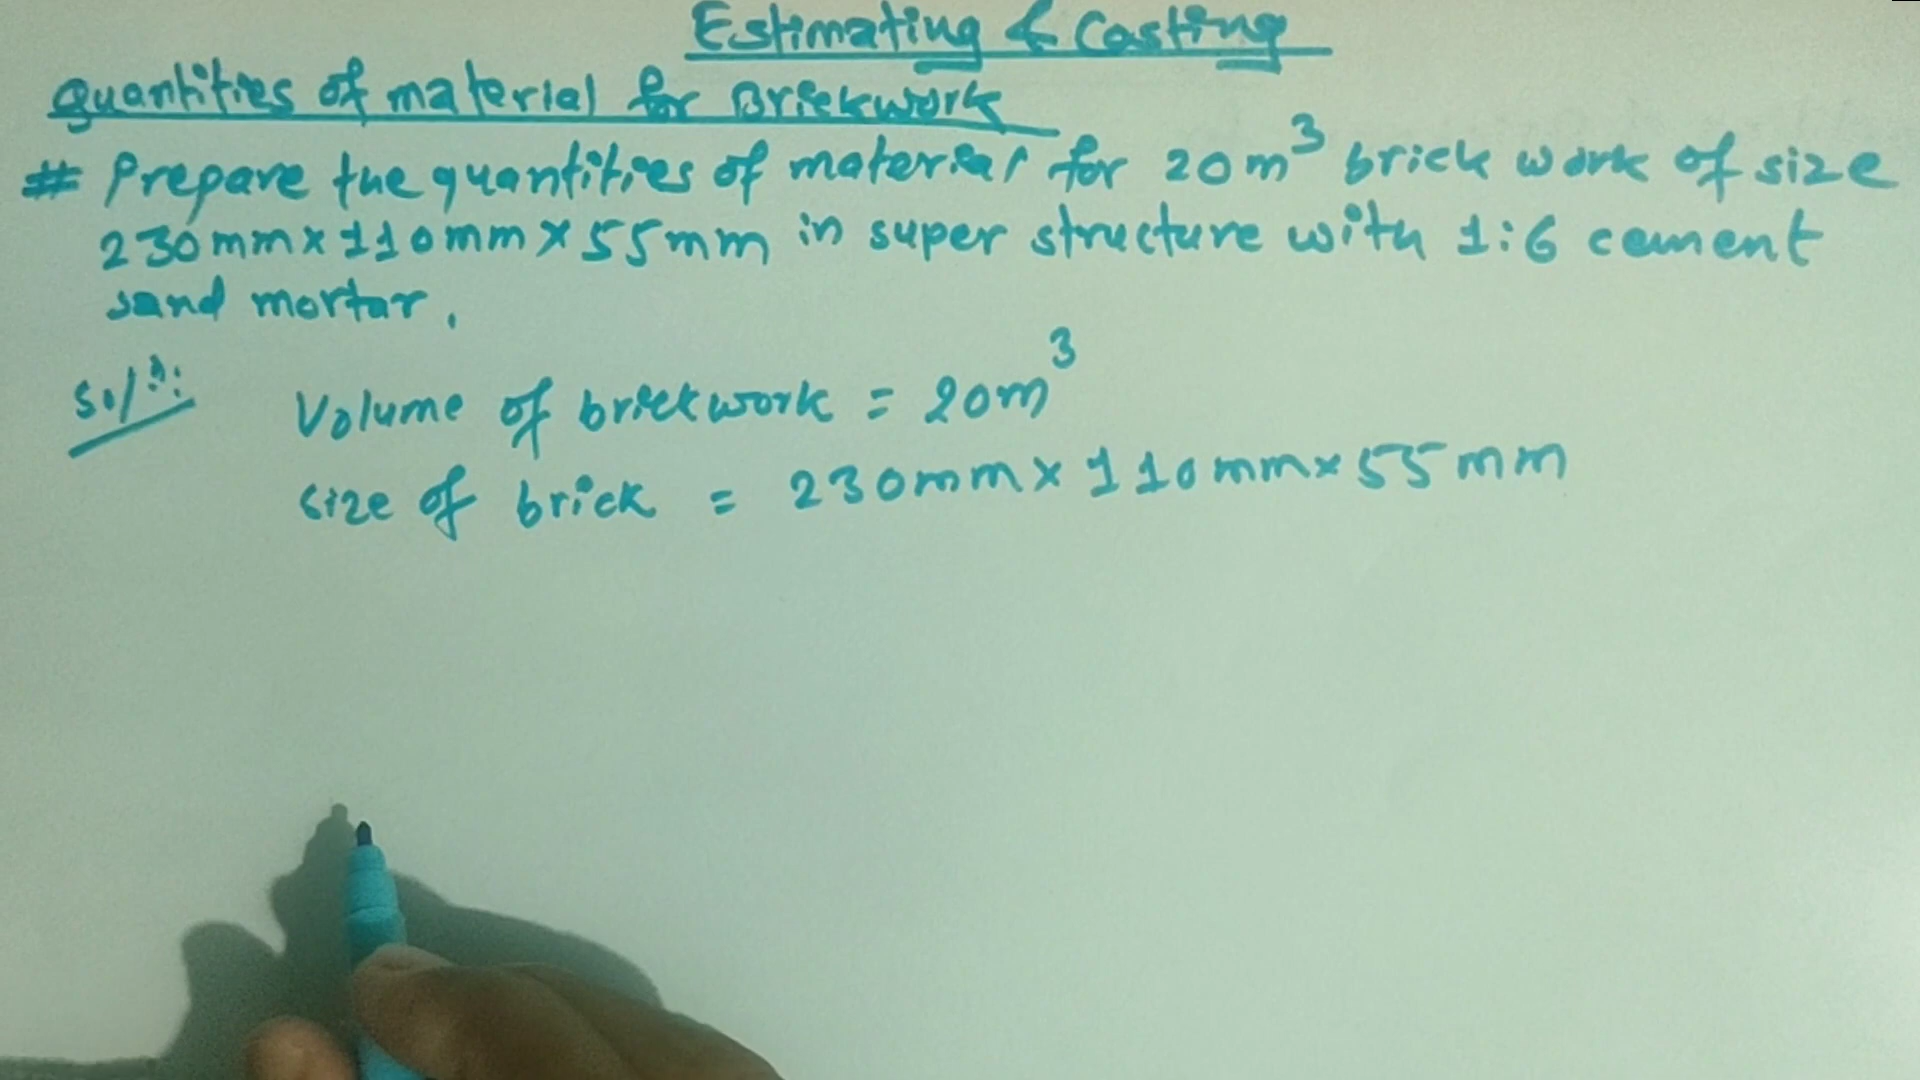 Estimating & Costing
Quantities of material for Brickwork
# Prepare the quantities of material for 20m³ brick work of size
230mm x 110mm x 55mm in super structure with 1:6 cement
sand mortar.
Solⁿ:
Volume of brickwork = 20m³
size of brick = 230mm x 110mm x 55mm